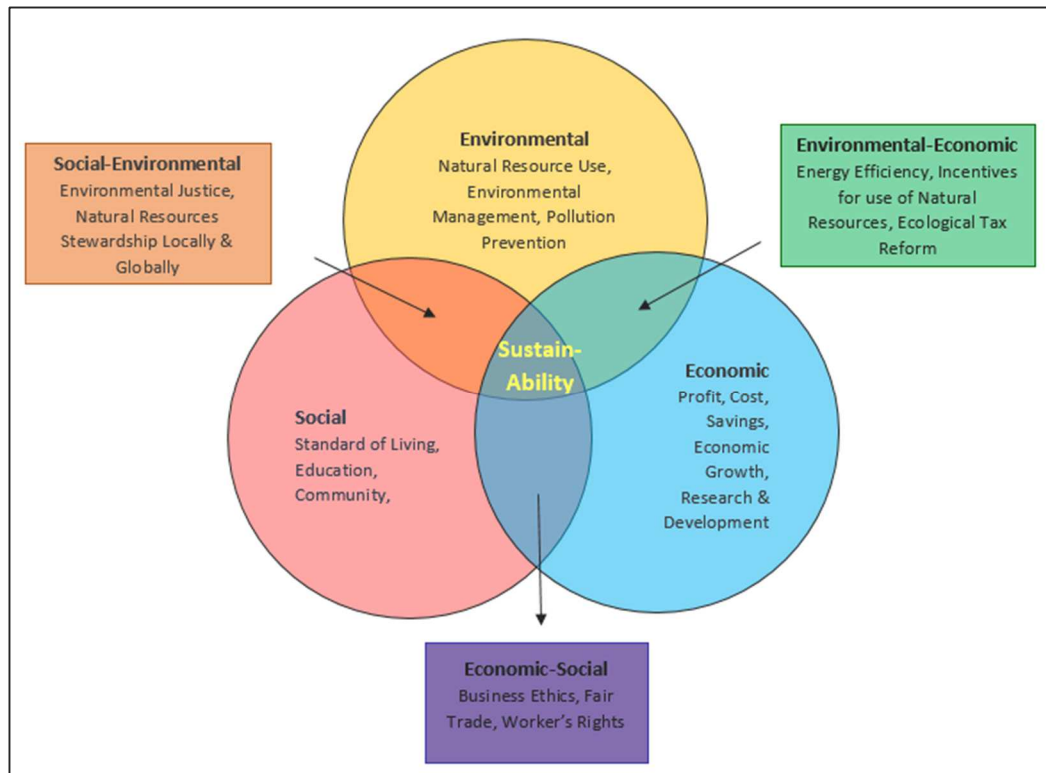 Environmental
Natural Resource Use,
Environmental
Management, Pollution
Prevention
Social-Environmental
Environmental Justice,
Natural Resources
Stewardship Locally &
Globally
Environmental-Economic
Energy Efficiency, Incentives
for use of Natural
Resources, Ecological Tax
Reform
Sustain-
Ability
Social
Standard of Living,
Education,
Community,
Economic
Profit, Cost,
Savings,
Economic
Growth,
Research &
Development
Economic-Social
Business Ethics, Fair
Trade, Worker's Rights